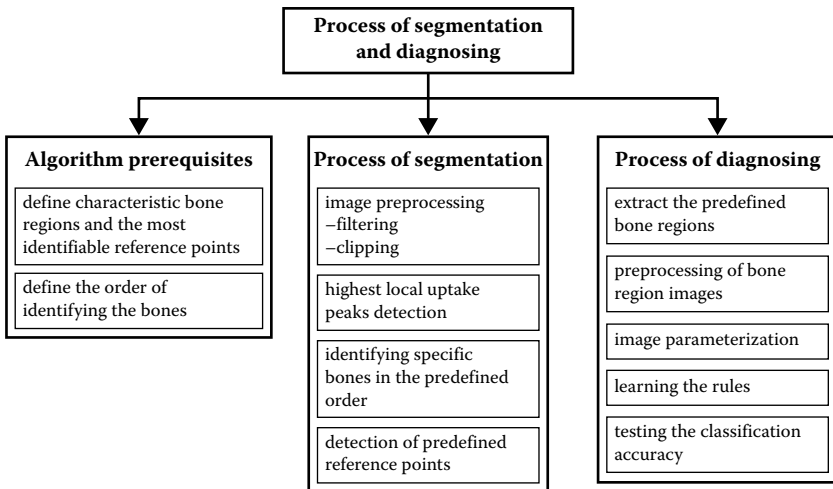 Process of segmentation
and diagnosing
Algorithm prerequisites
define characteristic bone
regions and the most
identifiable reference points
define the order of
identifying the bones
Process of segmentation
image preprocessing
–filtering
–clipping
highest local uptake
peaks detection
identifying specific
bones in the predefined
order
detection of predefined
reference points
Process of diagnosing
extract the predefined
bone regions
preprocessing of bone
region images
image parameterization
learning the rules
testing the classification
accuracy